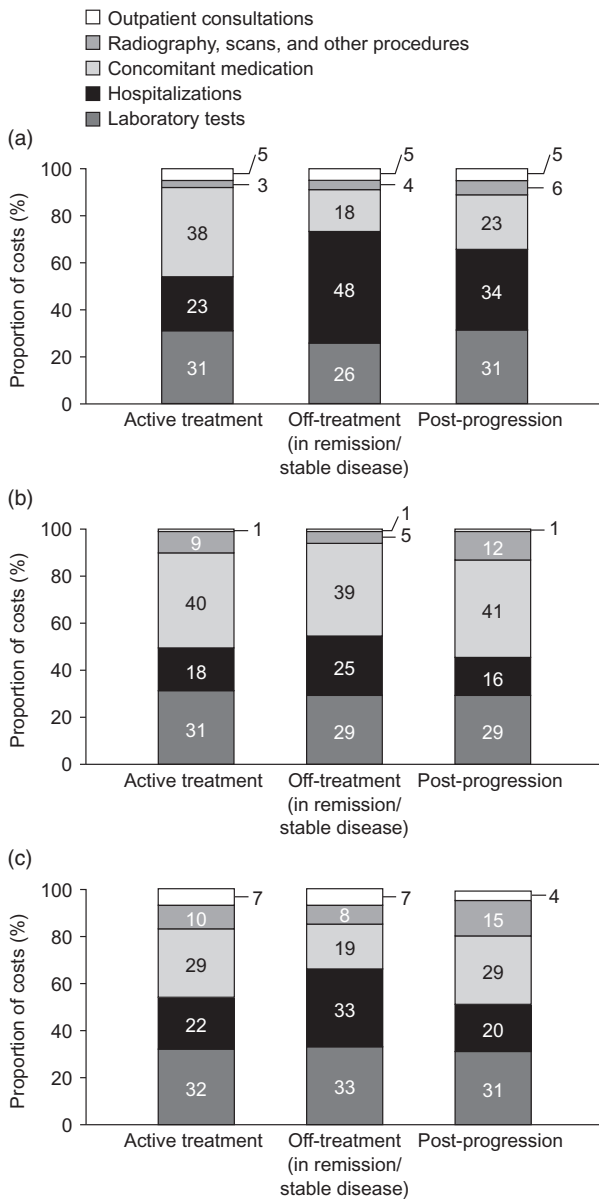 Outpatient consultations
Radiography, scans, and other procedures
Concomitant medication
Hospitalizations
Laboratory tests
(a)
Proportion of costs (%)
100
80
60
40
20
0
5
3
38
23
31
5
4
18
48
26
5
6
23
34
31
Active treatment
Off-treatment
(in remission/
stable disease)
Post-progression
(b)
Proportion of costs (%)
100
80
60
40
20
0
1
9
40
18
31
1
5
39
25
29
1
12
41
16
29
Active treatment
Off-treatment
(in remission/
stable disease)
Post-progression
(c)
Proportion of costs (%)
100
80
60
40
20
0
7
10
29
22
32
7
8
19
33
33
4
15
29
20
31
Active treatment
Off-treatment
(in remission/
stable disease)
Post-progression